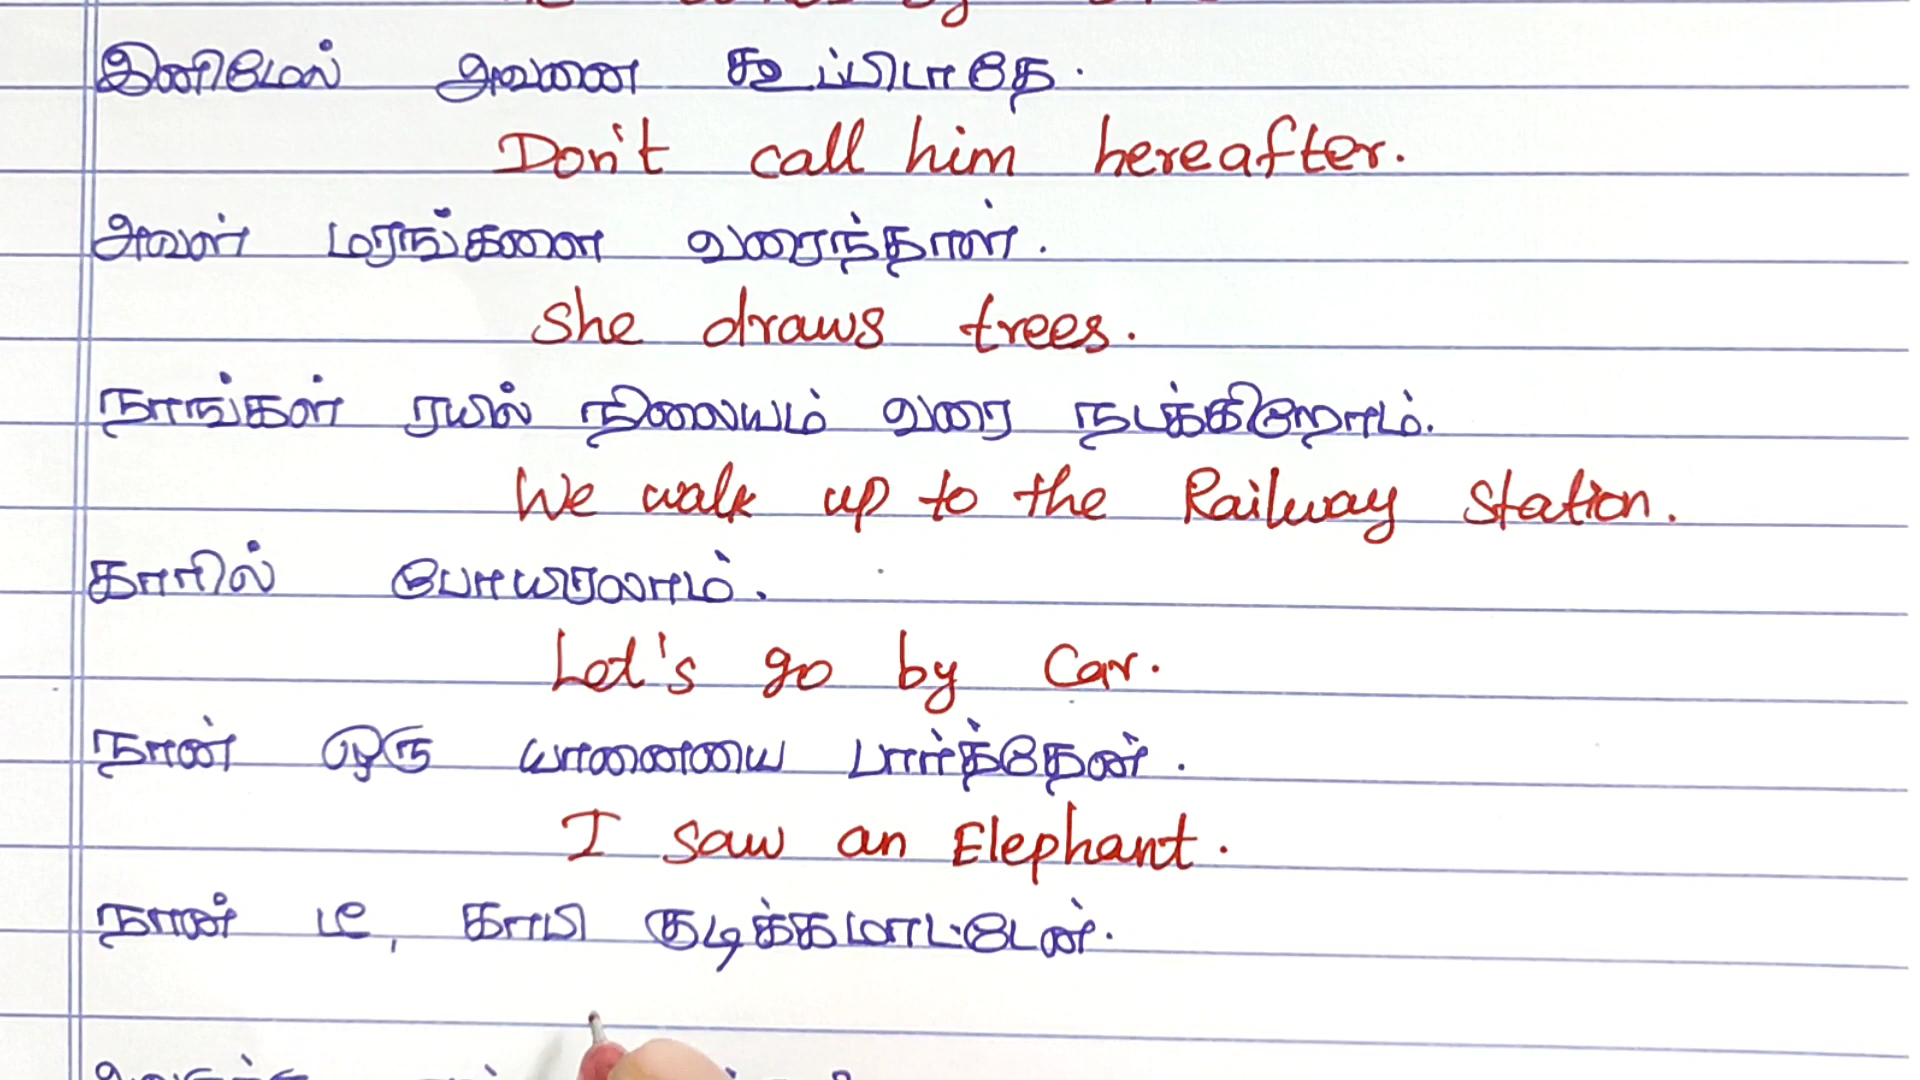 இனிமேல் அவனை கூப்பிடாதே.
Don't call him hereafter.
அவள் மரங்களை வரைந்தாள்.
She draws trees.
நாங்கள் ரயில் நிலையம் வரை நடக்கிறோம்.
We walk up to the Railway Station.
காரில் போயிரலாம்.
Let's go by Car.
நான் ஒரு யானையை பார்த்தேன்.
I saw an Elephant.
நான் டீ, காபி குடிக்கமாட்டேன்.